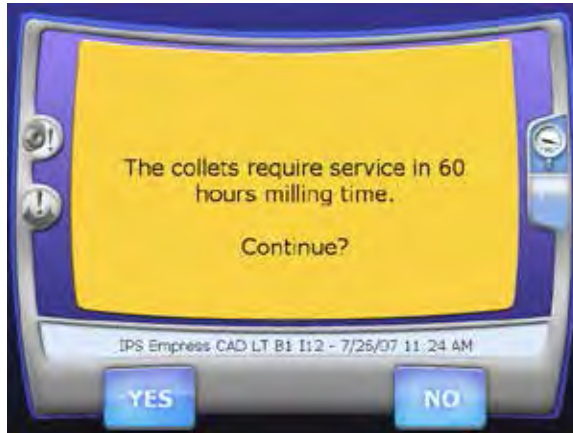 The collets require service in 60
hours milling time.
Continue?
IPS Empress CAD LT B1 I12 - 7/26/07 11:24 AM
YES
NO